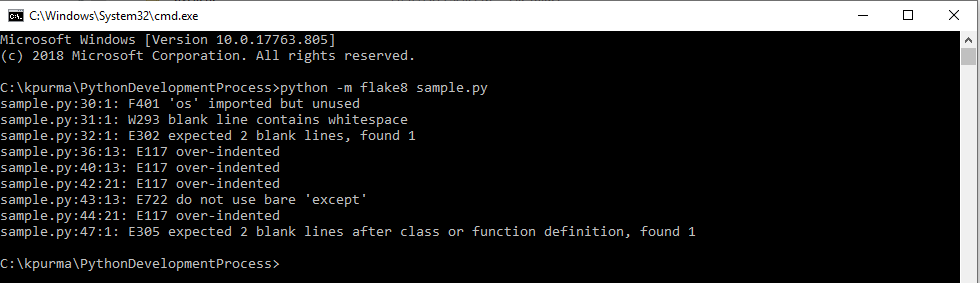 C:\Windows\System32\cmd.exe
Microsoft Windows [Version 10.0.17763.805]
(c) 2018 Microsoft Corporation. All rights reserved.
C:\kpurma\PythonDevelopmentProcess>python -m flake8 sample.py
sample.py:30:1: F401 'os' imported but unused
sample.py:31:1: W293 blank line contains whitespace
sample.py:32:1: E302 expected 2 blank lines, found 1
sample.py:36:13: E117 over-indented
sample.py:40:13: E117 over-indented
sample.py:42:21: E117 over-indented
sample.py:43:13: E722 do not use bare 'except'
sample.py:44:21: E117 over-indented
sample.py:47:1: E305 expected 2 blank lines after class or function definition, found 1
C:\kpurma\PythonDevelopmentProcess>